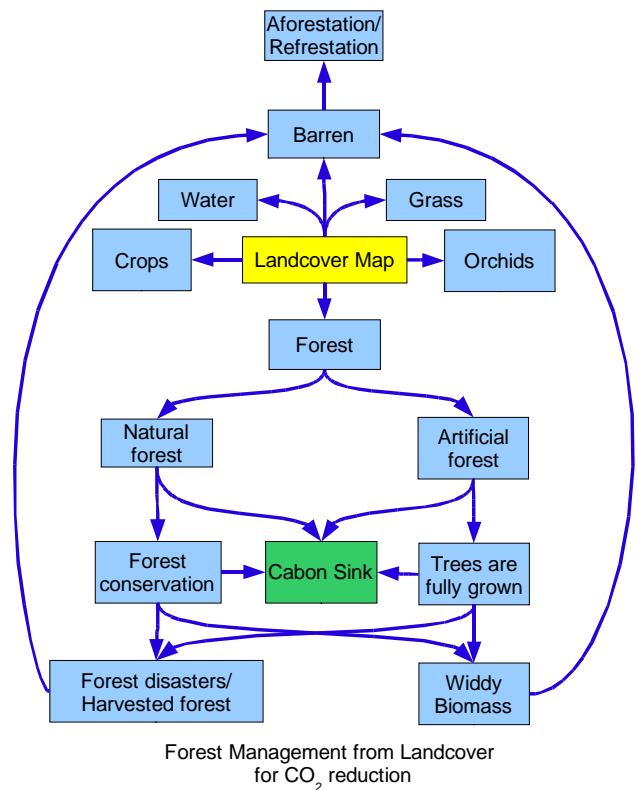 Aforestation/
Refrestation
Barren
Water
Grass
Crops
Landcover Map
Orchids
Forest
Natural
forest
Artificial
forest
Forest
conservation
Cabon Sink
Trees are
fully grown
Forest disasters/
Harvested forest
Widdy
Biomass
Forest Management from Landcover
for CO₂ reduction